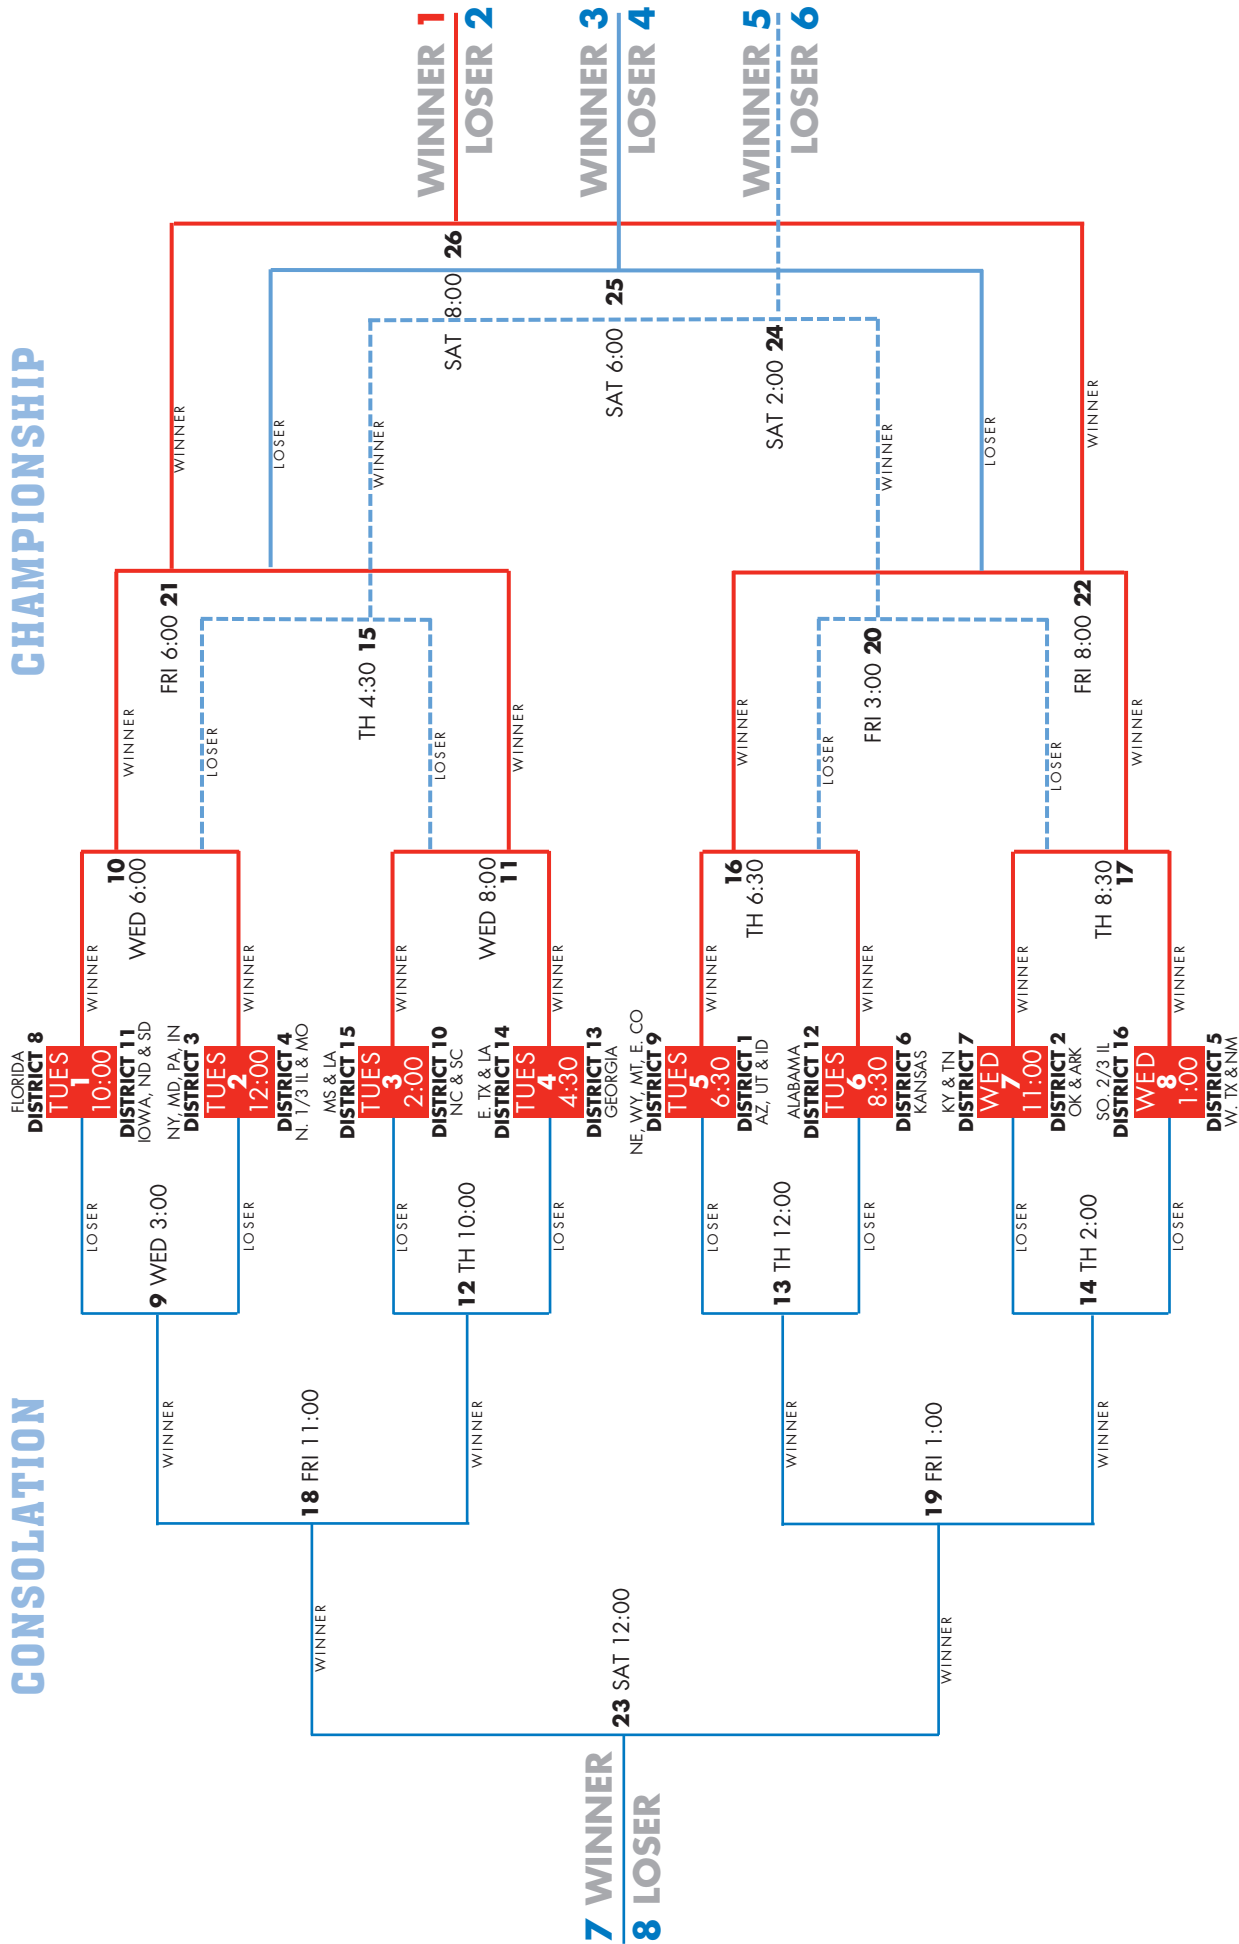 CONSOLATION
CHAMPIONSHIP
FLORIDA
DISTRICT 8
TUES
1
10:00
DISTRICT 11
IOWA, ND & SD
NY, MD, PA, IN
DISTRICT 3
TUES
2
12:00
DISTRICT 4
N. 1/3 IL & MO
MS & LA
DISTRICT 15
TUES
3
2:00
DISTRICT 10
NC & SC
E. TX & LA
DISTRICT 14
TUES
4
4:30
DISTRICT 13
GEORGIA
NE, WY, MT, E. CO
DISTRICT 9
TUES
5
6:30
DISTRICT 1
AZ, UT & ID
ALABAMA
DISTRICT 12
TUES
6
8:30
DISTRICT 6
KANSAS
KY & TN
DISTRICT 7
WED
7
11:00
DISTRICT 2
OK & ARK
SO. 2/3 IL
DISTRICT 16
WED
8
1:00
DISTRICT 5
W. TX & NM
LOSER
9 WED 3:00
LOSER
LOSER
12 TH 10:00
LOSER
LOSER
13 TH 12:00
LOSER
LOSER
14 TH 2:00
LOSER
WINNER
18 FRI 11:00
WINNER
WINNER
19 FRI 1:00
WINNER
WINNER
23 SAT 12:00
WINNER
7 WINNER
8 LOSER
WINNER
10
WED 6:00
WINNER
WINNER
WED 8:00
11
WINNER
WINNER
16
TH 6:30
WINNER
WINNER
TH 8:30
17
WINNER
WINNER
FRI 6:00 21
LOSER
TH 4:30 15
LOSER
WINNER
WINNER
LOSER
FRI 3:00 20
LOSER
FRI 8:00 22
WINNER
WINNER
LOSER
WINNER
SAT 8:00 26
SAT 6:00 25
SAT 2:00 24
WINNER
LOSER
WINNER
WINNER 1
LOSER 2
WINNER 3
LOSER 4
WINNER 5
LOSER 6